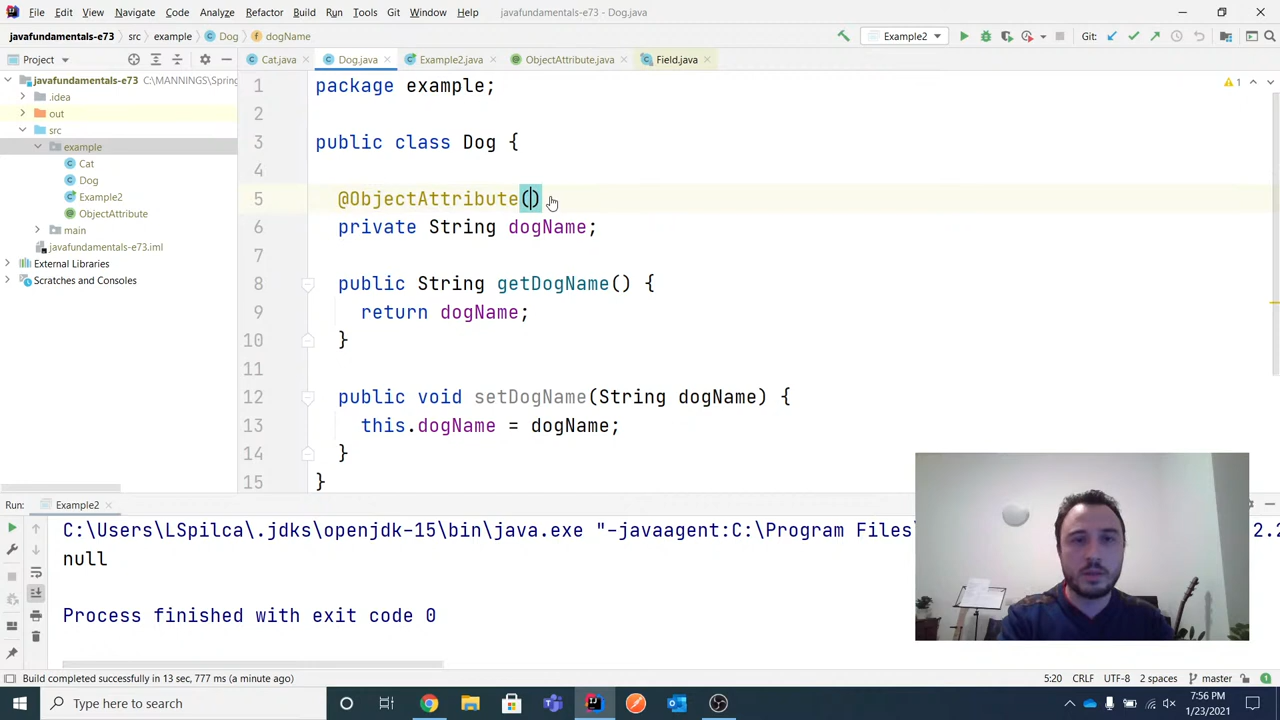 File Edit View Navigate Code Analyze Refactor Build Run Tools Git Window Help javafundamentals-e73 - Dog.java
javafundamentals-e73 src example Dog dogName Example2 Git:
Project Cat.java Dog.java Example2.java ObjectAttribute.java Field.java
javafundamentals-e73 C:\MANNINGS\Spring
.idea
out
src
example
Cat
Dog
Example2
ObjectAttribute
main
javafundamentals-e73.iml
External Libraries
Scratches and Consoles
1 package example;
2
3 public class Dog {
4
5 @ObjectAttribute()
6 private String dogName;
7
8 public String getDogName() {
9 return dogName;
10 }
11
12 public void setDogName(String dogName) {
13 this.dogName = dogName;
14 }
15 }
1
Run: Example2
C:\Users\LSpilca\.jdks\openjdk-15\bin\java.exe "-javaagent:C:\Program Files\ 2.2
null
Process finished with exit code 0
Build completed successfully in 13 sec, 777 ms (a minute ago) 5:20 CRLF UTF-8 2 spaces master
Type here to search
7:56 PM
1/23/2021